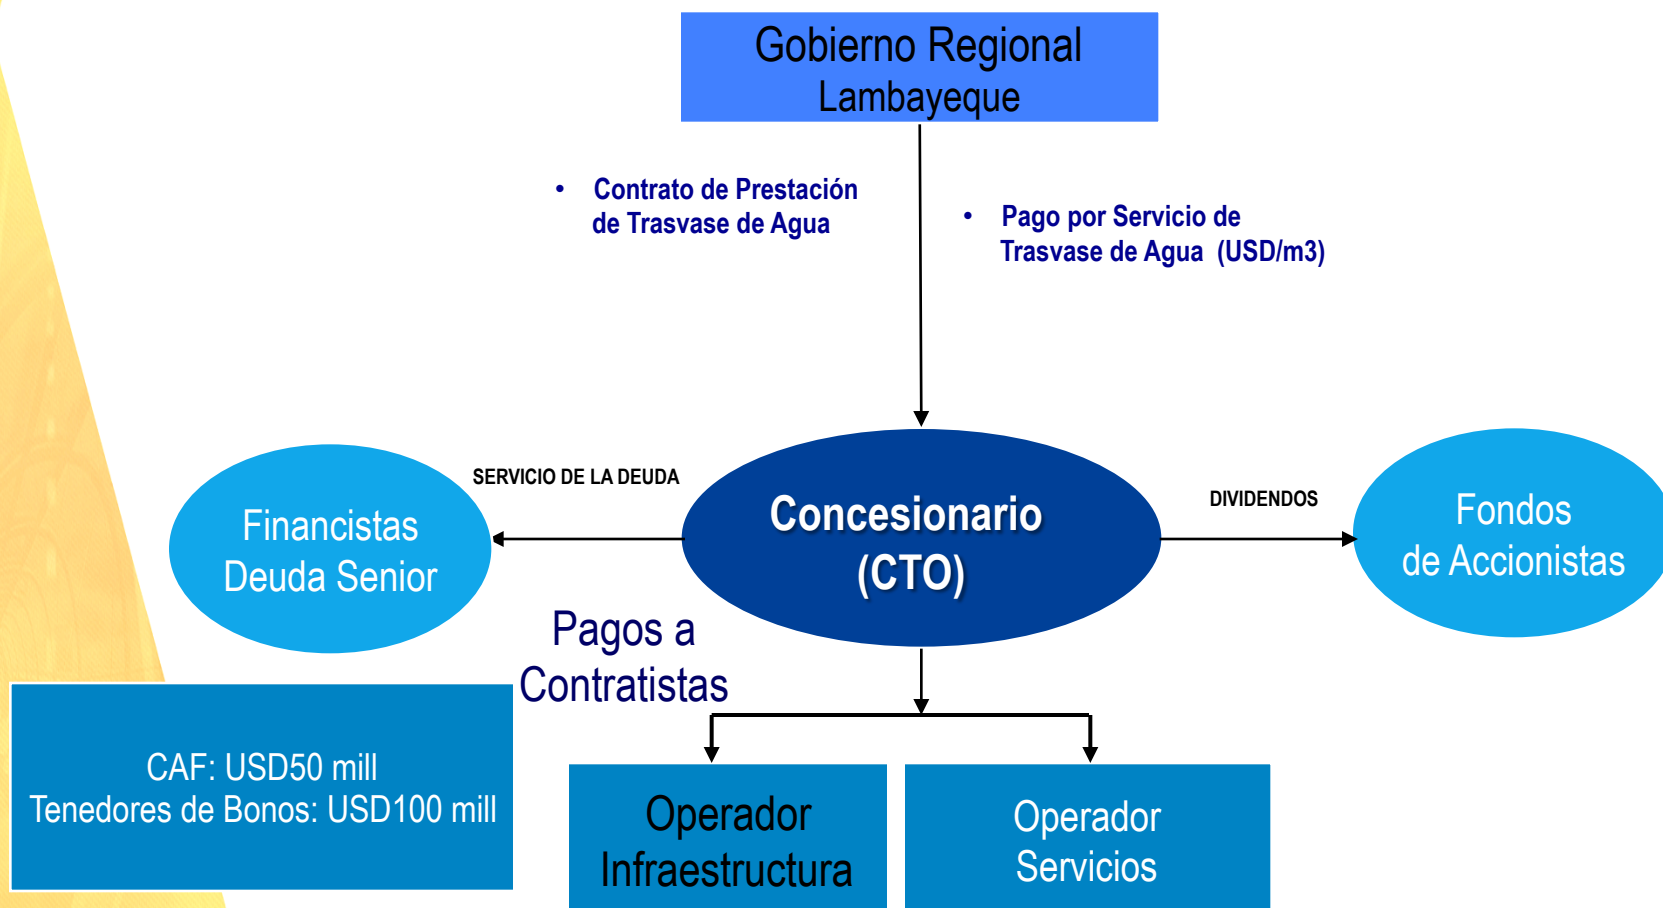 Gobierno Regional
Lambayeque
• Contrato de Prestación
de Trasvase de Agua
• Pago por Servicio de
Trasvase de Agua (USD/m3)
SERVICIO DE LA DEUDA
DIVIDENDOS
Financistas
Deuda Senior
Concesionario
(CTO)
Fondos
de Accionistas
Pagos a
Contratistas
CAF: USD50 mill
Tenedores de Bonos: USD100 mill
Operador
Infraestructura
Operador
Servicios